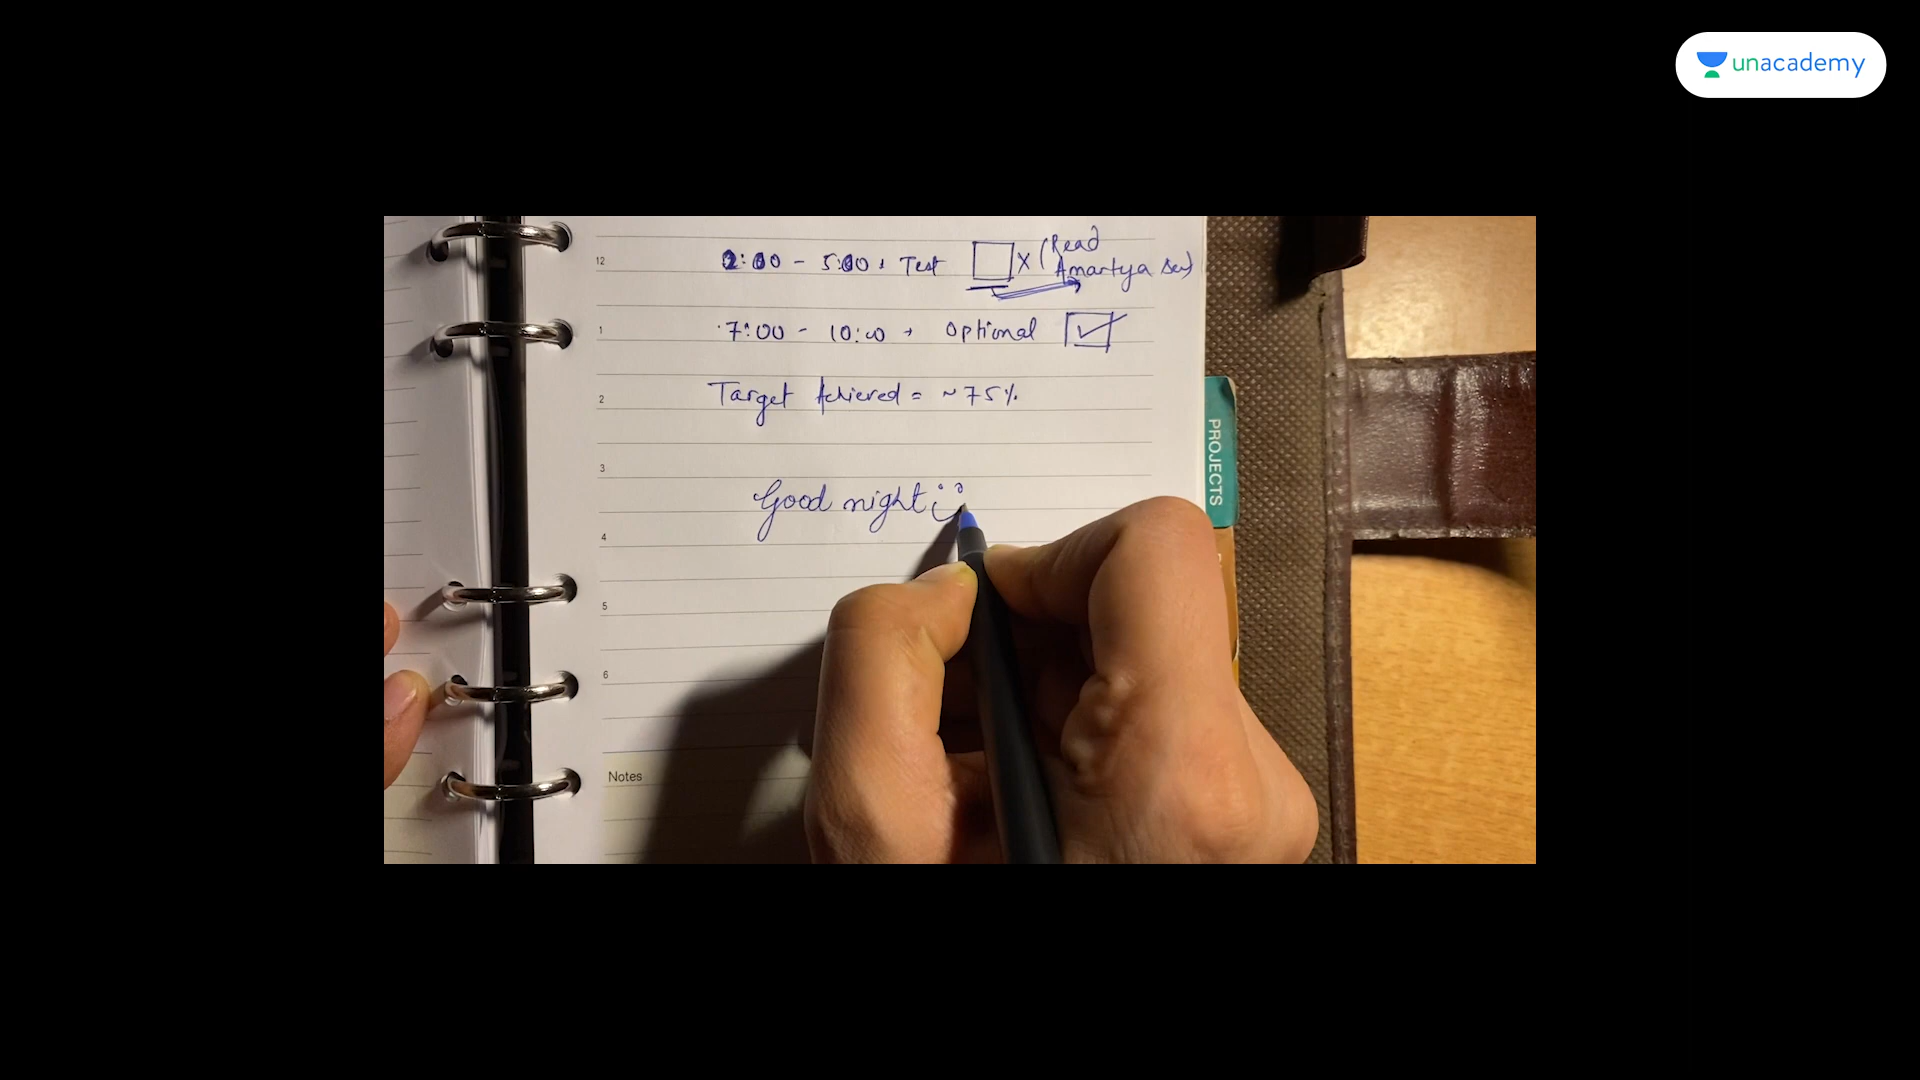 unacademy
12
2:00 - 5:00 → Test X (Read
Amartya Sen)
1
7:00 - 10:00 → Optional
2
Target Achieved = ~75%
3
Good night
4
5
6
Notes
PROJECTS